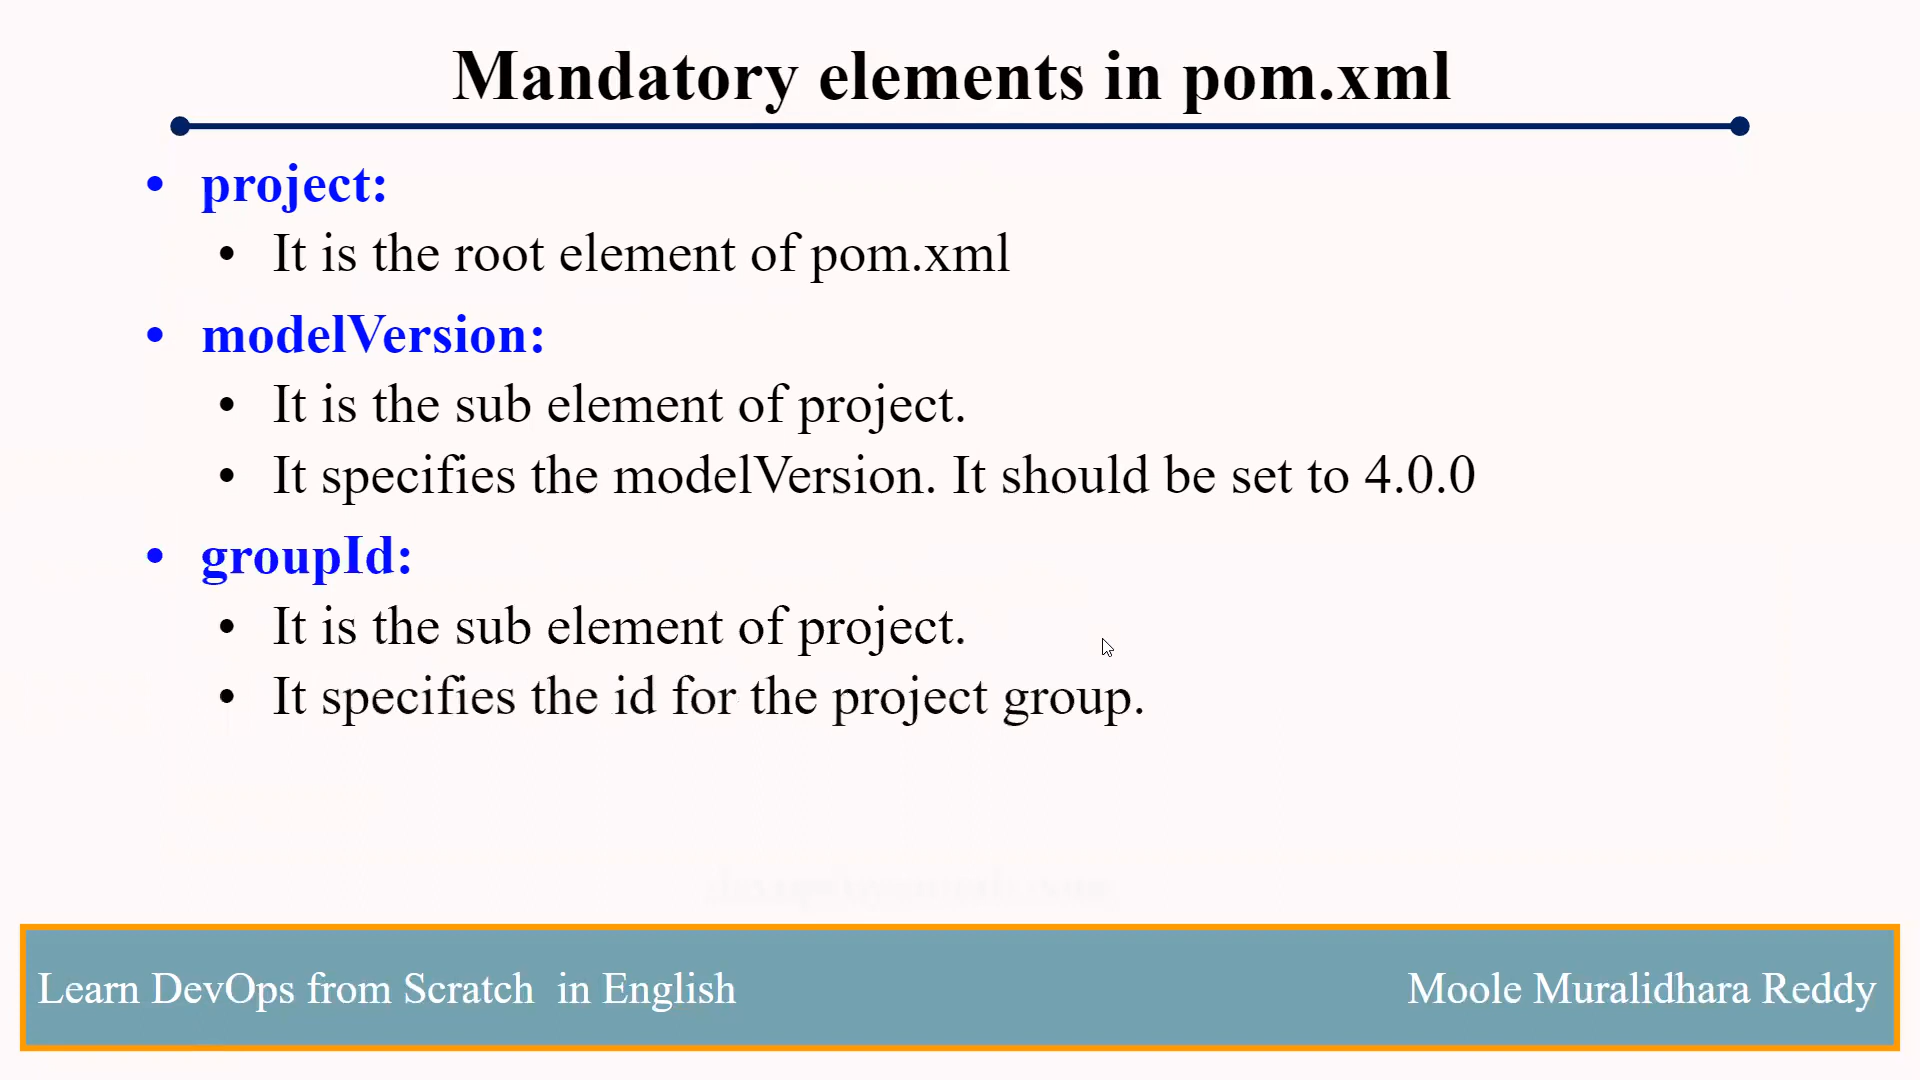 Mandatory elements in pom.xml
• project:
• It is the root element of pom.xml
• modelVersion:
• It is the sub element of project.
• It specifies the modelVersion. It should be set to 4.0.0
• groupId:
• It is the sub element of project.
• It specifies the id for the project group.
Learn DevOps from Scratch in English
Moole Muralidhara Reddy